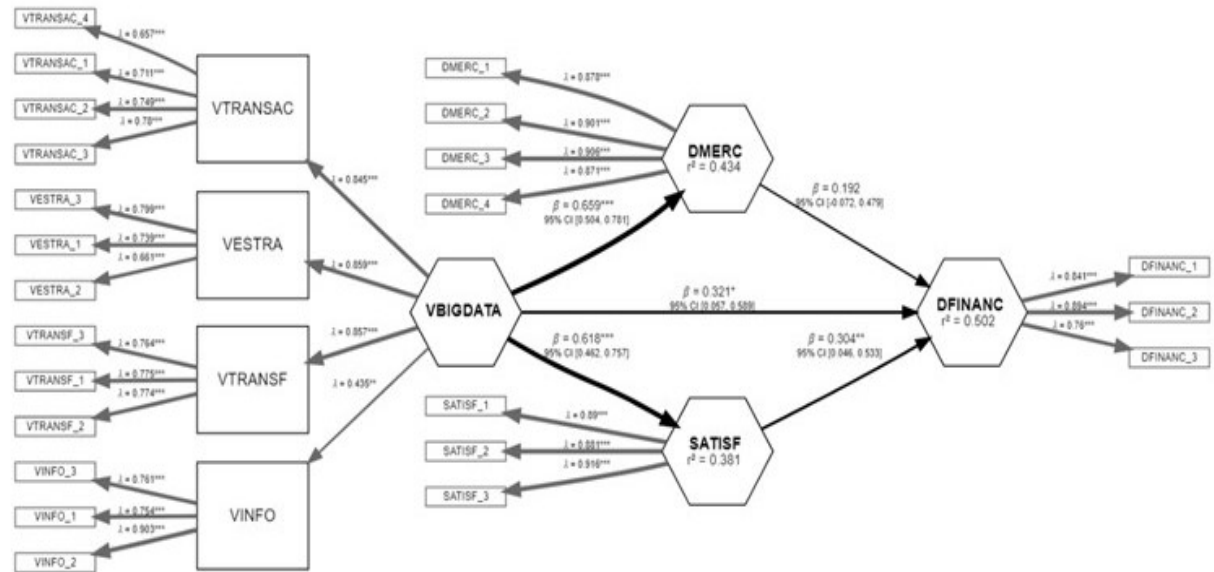 VTRANSAC_4
λ = 0.657***
VTRANSAC_1
λ = 0.711***
VTRANSAC_2
λ = 0.749***
VTRANSAC_3
λ = 0.78***
VTRANSAC
λ = 0.845***
VESTRA_3
λ = 0.799***
VESTRA_1
λ = 0.739***
VESTRA_2
λ = 0.661***
VESTRA
λ = 0.859***
VTRANSF_3
λ = 0.764***
VTRANSF_1
λ = 0.775***
VTRANSF_2
λ = 0.774***
VTRANSF
λ = 0.857***
VINFO_3
λ = 0.761***
VINFO_1
λ = 0.754***
VINFO_2
λ = 0.903***
VINFO
λ = 0.435**
VBIGDATA
DMERC_1
λ = 0.878***
DMERC_2
λ = 0.901***
DMERC_3
λ = 0.906***
DMERC_4
λ = 0.871***
DMERC
r² = 0.434
β = 0.659***
95% CI [0.504, 0.781]
β = 0.192
95% CI [-0.072, 0.479]
β = 0.321*
95% CI [0.057, 0.589]
β = 0.618***
95% CI [0.462, 0.757]
β = 0.304**
95% CI [0.046, 0.533]
SATISF_1
λ = 0.89***
SATISF_2
λ = 0.881***
SATISF_3
λ = 0.916***
SATISF
r² = 0.381
DFINANC
r² = 0.502
DFINANC_1
λ = 0.841***
DFINANC_2
λ = 0.894***
DFINANC_3
λ = 0.76***